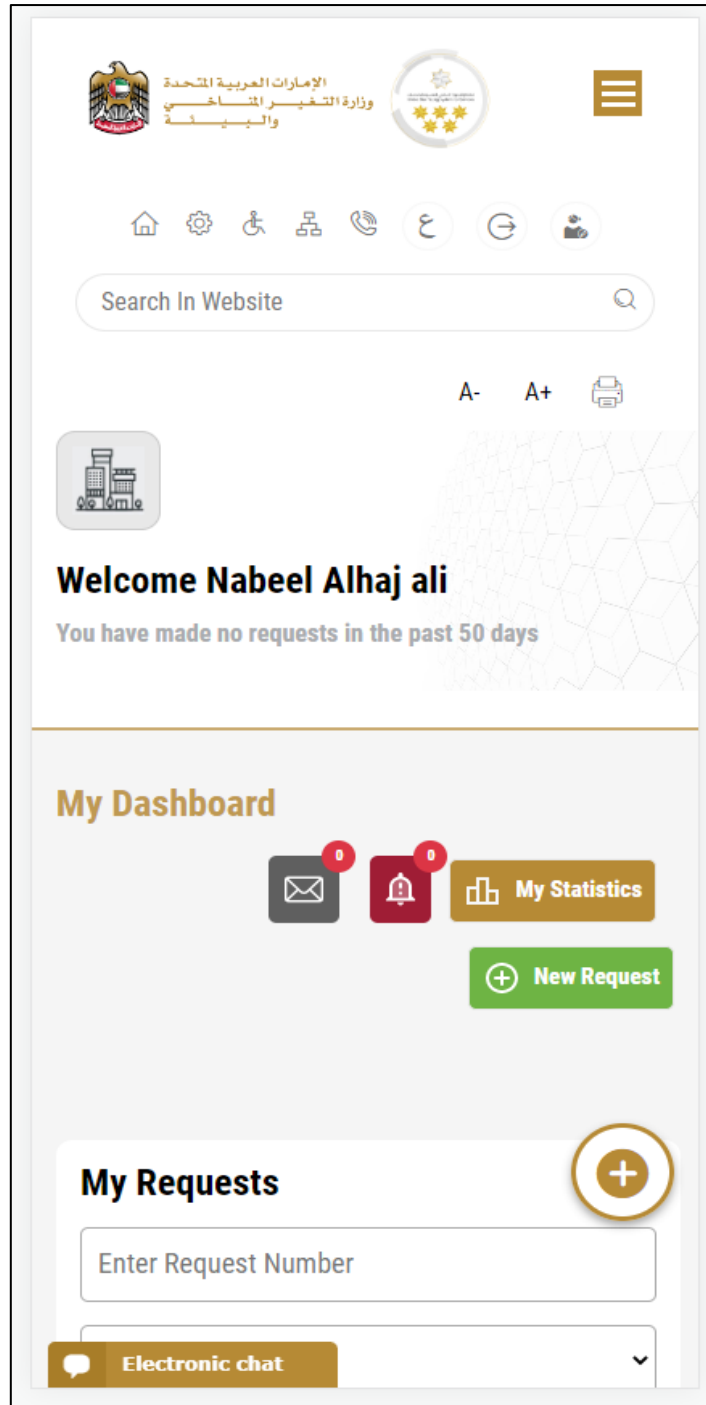 الإمارات العربية المتحدة
وزارة التغير المناخي
والبيئة
ع
Search In Website
A- A+
Welcome Nabeel Alhaj ali
You have made no requests in the past 50 days
My Dashboard
0 0
My Statistics
New Request
My Requests
Enter Request Number
Electronic chat